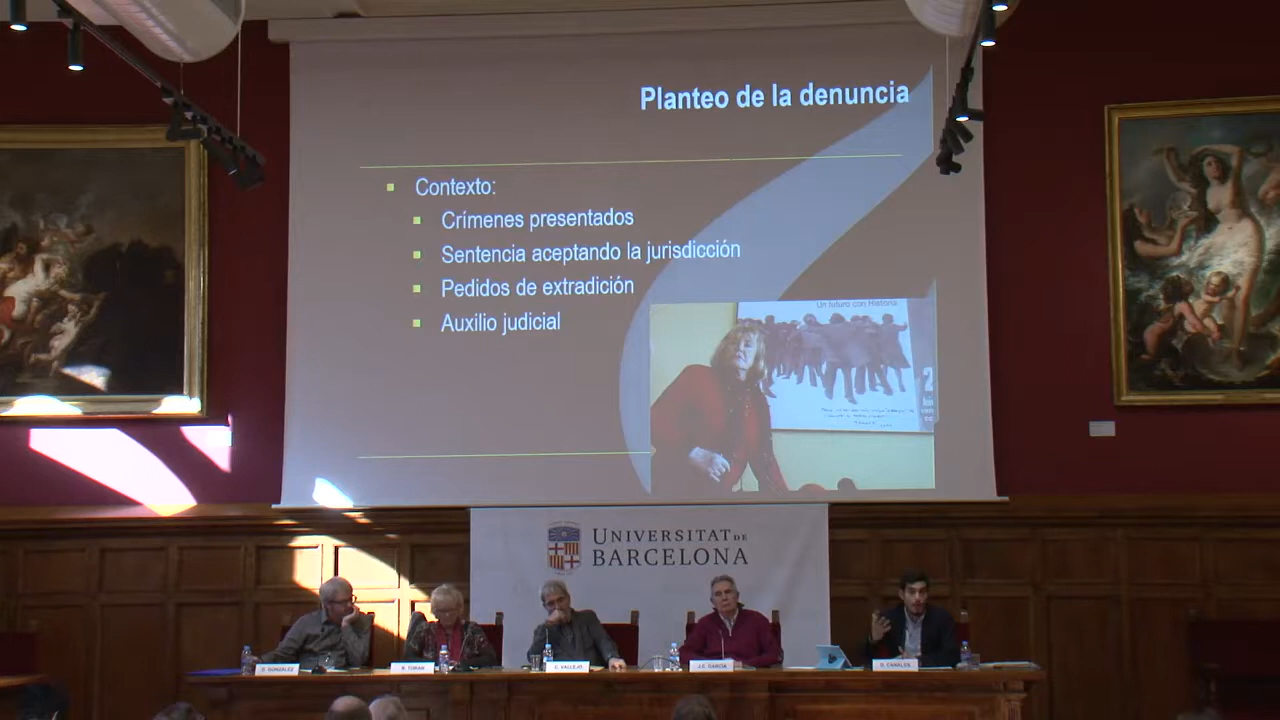 Planteo de la denuncia
Contexto:
Crímenes presentados
Sentencia aceptando la jurisdicción
Pedidos de extradición
Auxilio judicial
Un futuro con Historia
UNIVERSITAT DE
BARCELONA
D. GONZÁLEZ
R. TURAN
C. VALLEJO
J.E. GARCÍA
D. CANALES